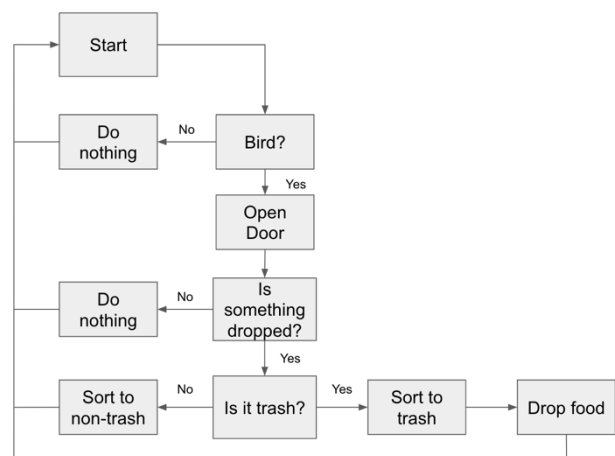 Start
Do
nothing
No
Bird?
Yes
Open
Door
Do
nothing
No
Is
something
dropped?
Yes
Sort to
non-trash
No
Is it trash?
Yes
Sort to
trash
Drop food